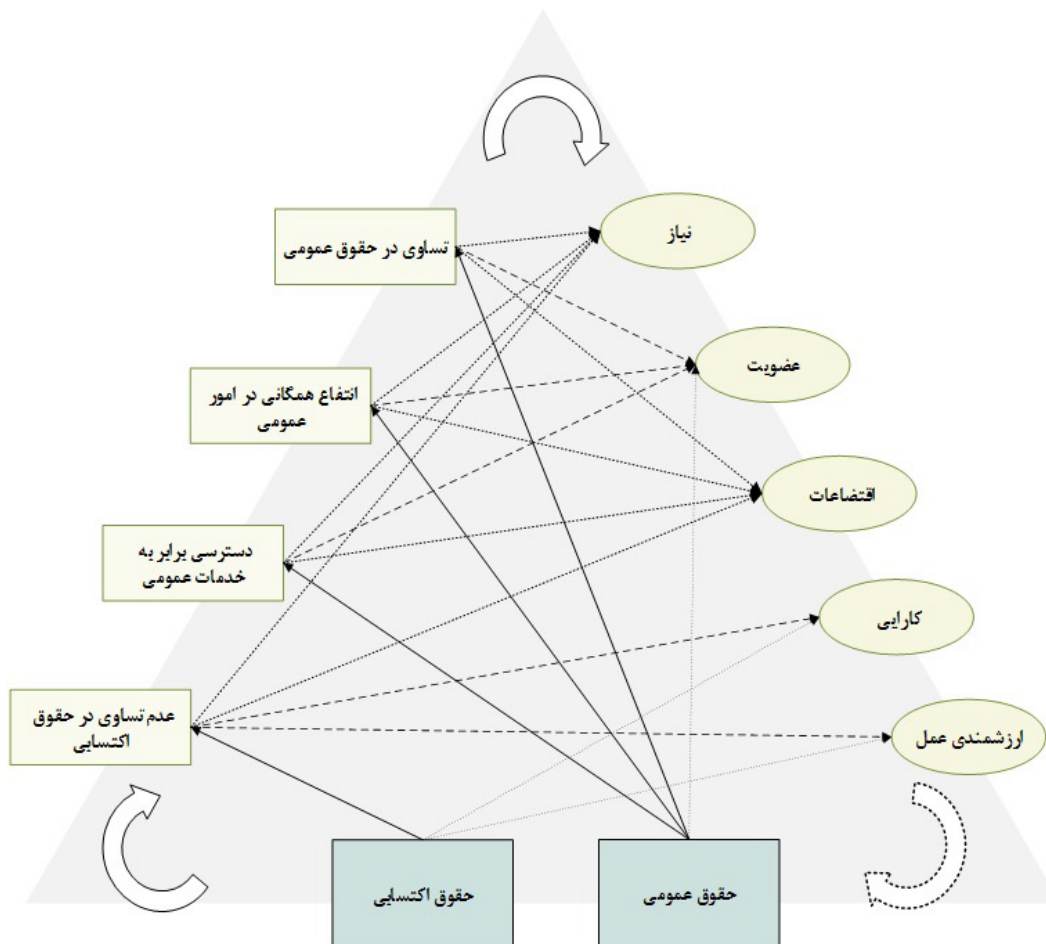 نیاز
تساوی در حقوق عمومی
عضویت
انتفاع همگانی در امور
عمومی
اقتضاعات
دسترسی برابر به
خدمات عمومی
کارایی
عدم تساوی در حقوق
اکتسابی
ارزشمندی عمل
حقوق عمومی
حقوق اکتسابی